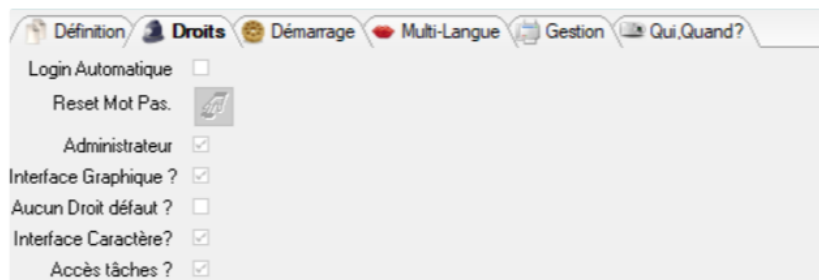 Définition Droits Démarrage Multi-Langue Gestion Qui,Quand?
Login Automatique
Reset Mot Pas.
Administrateur
Interface Graphique ?
Aucun Droit défaut ?
Interface Caractère?
Accès tâches ?